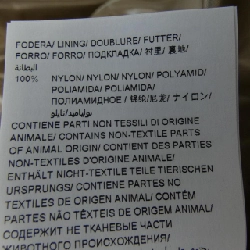 FODERA/ LINING/ DOUBLURE/ FUTTER/
FORRO/ FORRO/ ПОДКЛАДКА/ 衬里/ 裏地/
البطانة
100% NYLON/ NYLON/ NYLON/ POLYAMID/
POLIAMIDA/ POLIAMIDA/
ПОЛИАМИДНОЕ / 锦纶/尼龙/ ナイロン/
بولياميد/نايلو
CONTIENE PARTI NON TESSILI DI ORIGINE
ANIMALE/ CONTAINS NON-TEXTILE PARTS
OF ANIMAL ORIGIN/ CONTIENT DES PARTIES
NON-TEXTILES D'ORIGINE ANIMALE/
ENTHÄLT NICHT-TEXTILE TEILE TIERISCHEN
URSPRUNGS/ CONTIENE PARTES NO
TEXTILES DE ORIGEN ANIMAL/ CONTÉM
PARTES NÃO TÊXTEIS DE ORIGEM ANIMAL/
СОДЕРЖИТ НЕ ТКАНЕВЫЕ ЧАСТИ
ЖИВОТНОГО ПРОИСХОЖДЕНИЯ/